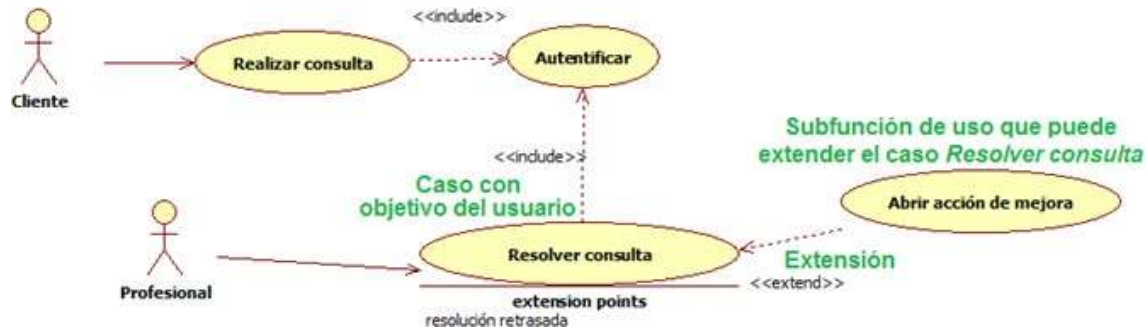 <<include>>
Realizar consulta
Autentificar
Cliente
Subfunción de uso que puede
extender el caso Resolver consulta
<<include>>
Caso con
objetivo del usuario
Abrir acción de mejora
Resolver consulta
Extensión
<<extend>>
Profesional
extension points
resolución retrasada